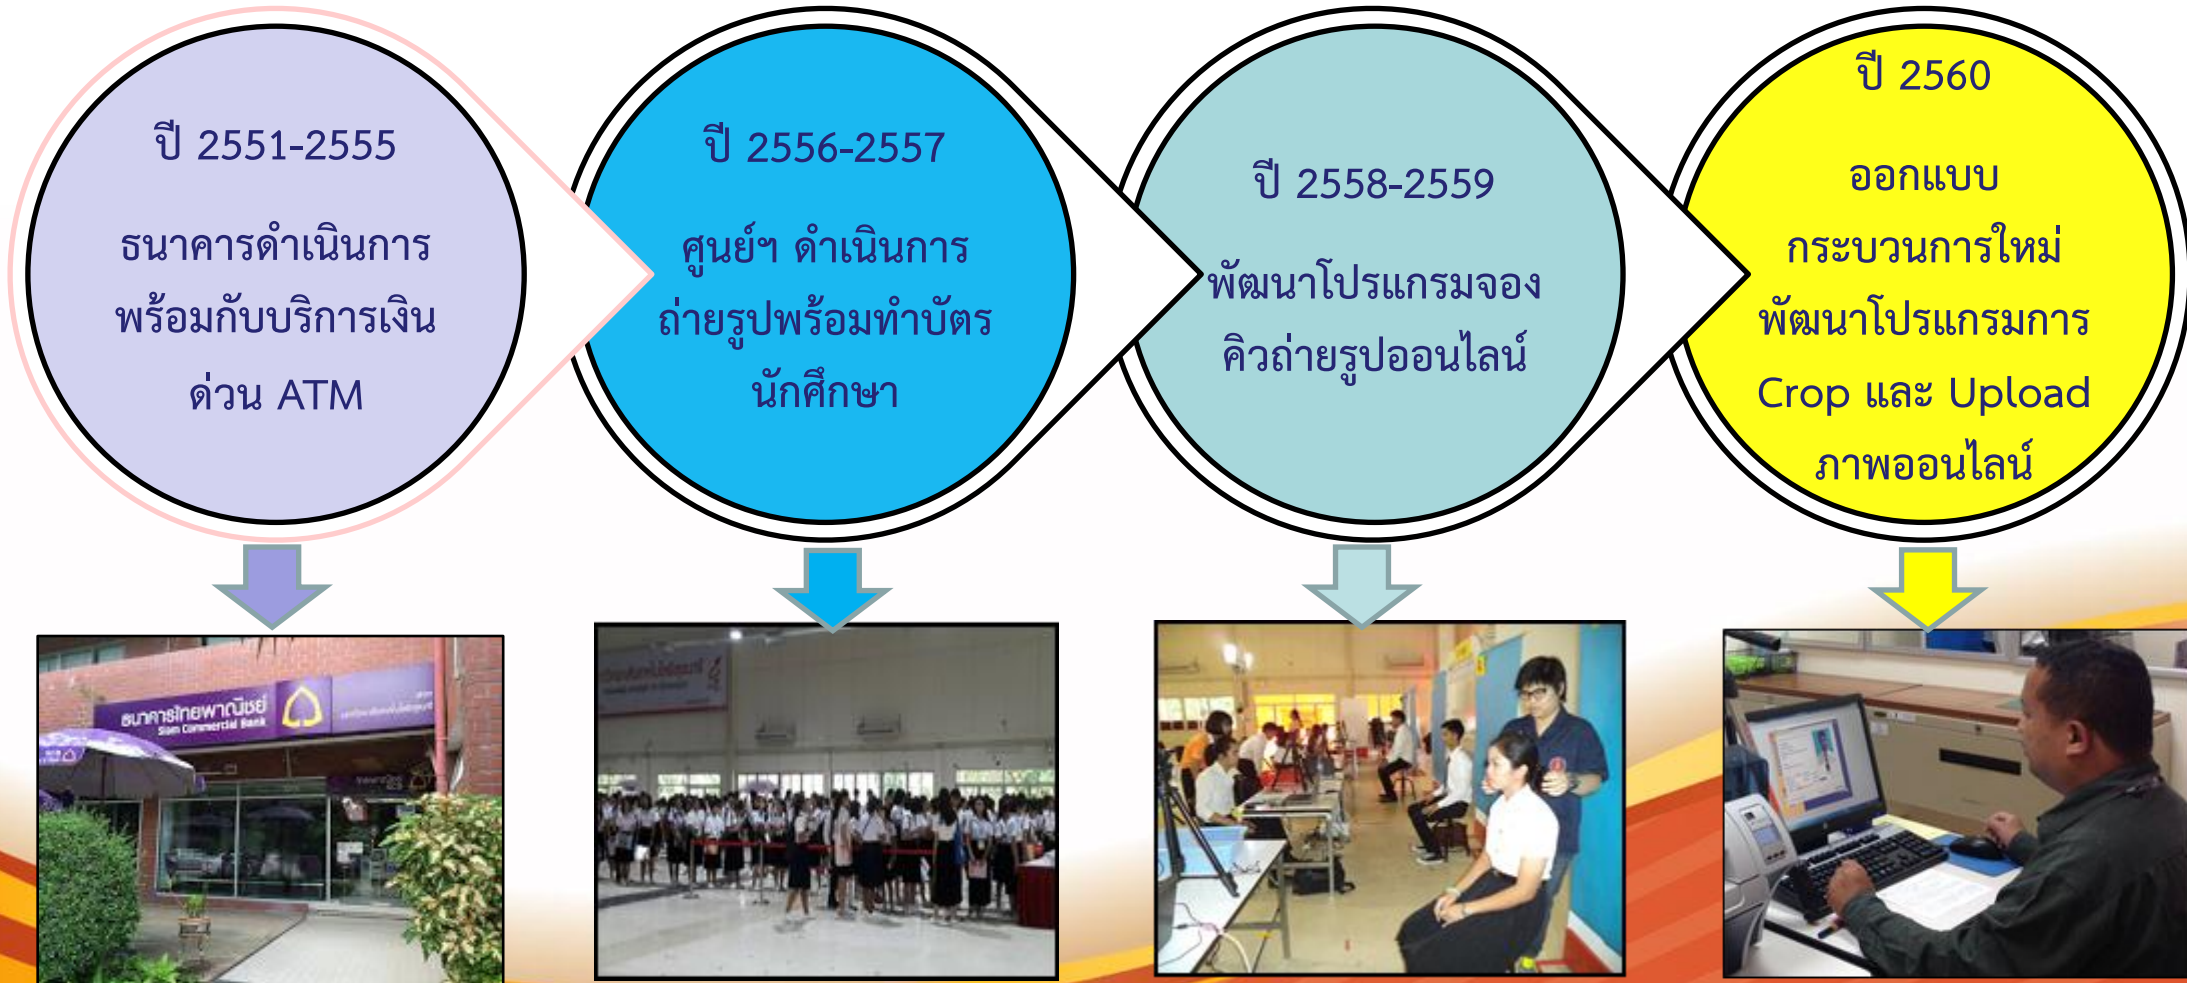 ปี 2551-2555
ธนาคารดำเนินการ
พร้อมกับบริการเงิน
ด่วน ATM
ปี 2556-2557
ศูนย์ฯ ดำเนินการ
ถ่ายรูปพร้อมทำบัตร
นักศึกษา
ปี 2558-2559
พัฒนาโปรแกรมจอง
คิวถ่ายรูปออนไลน์
ปี 2560
ออกแบบ
กระบวนการใหม่
พัฒนาโปรแกรมการ
Crop และ Upload
ภาพออนไลน์
ธนาคารไทยพาณิชย์
Siam Commercial Bank